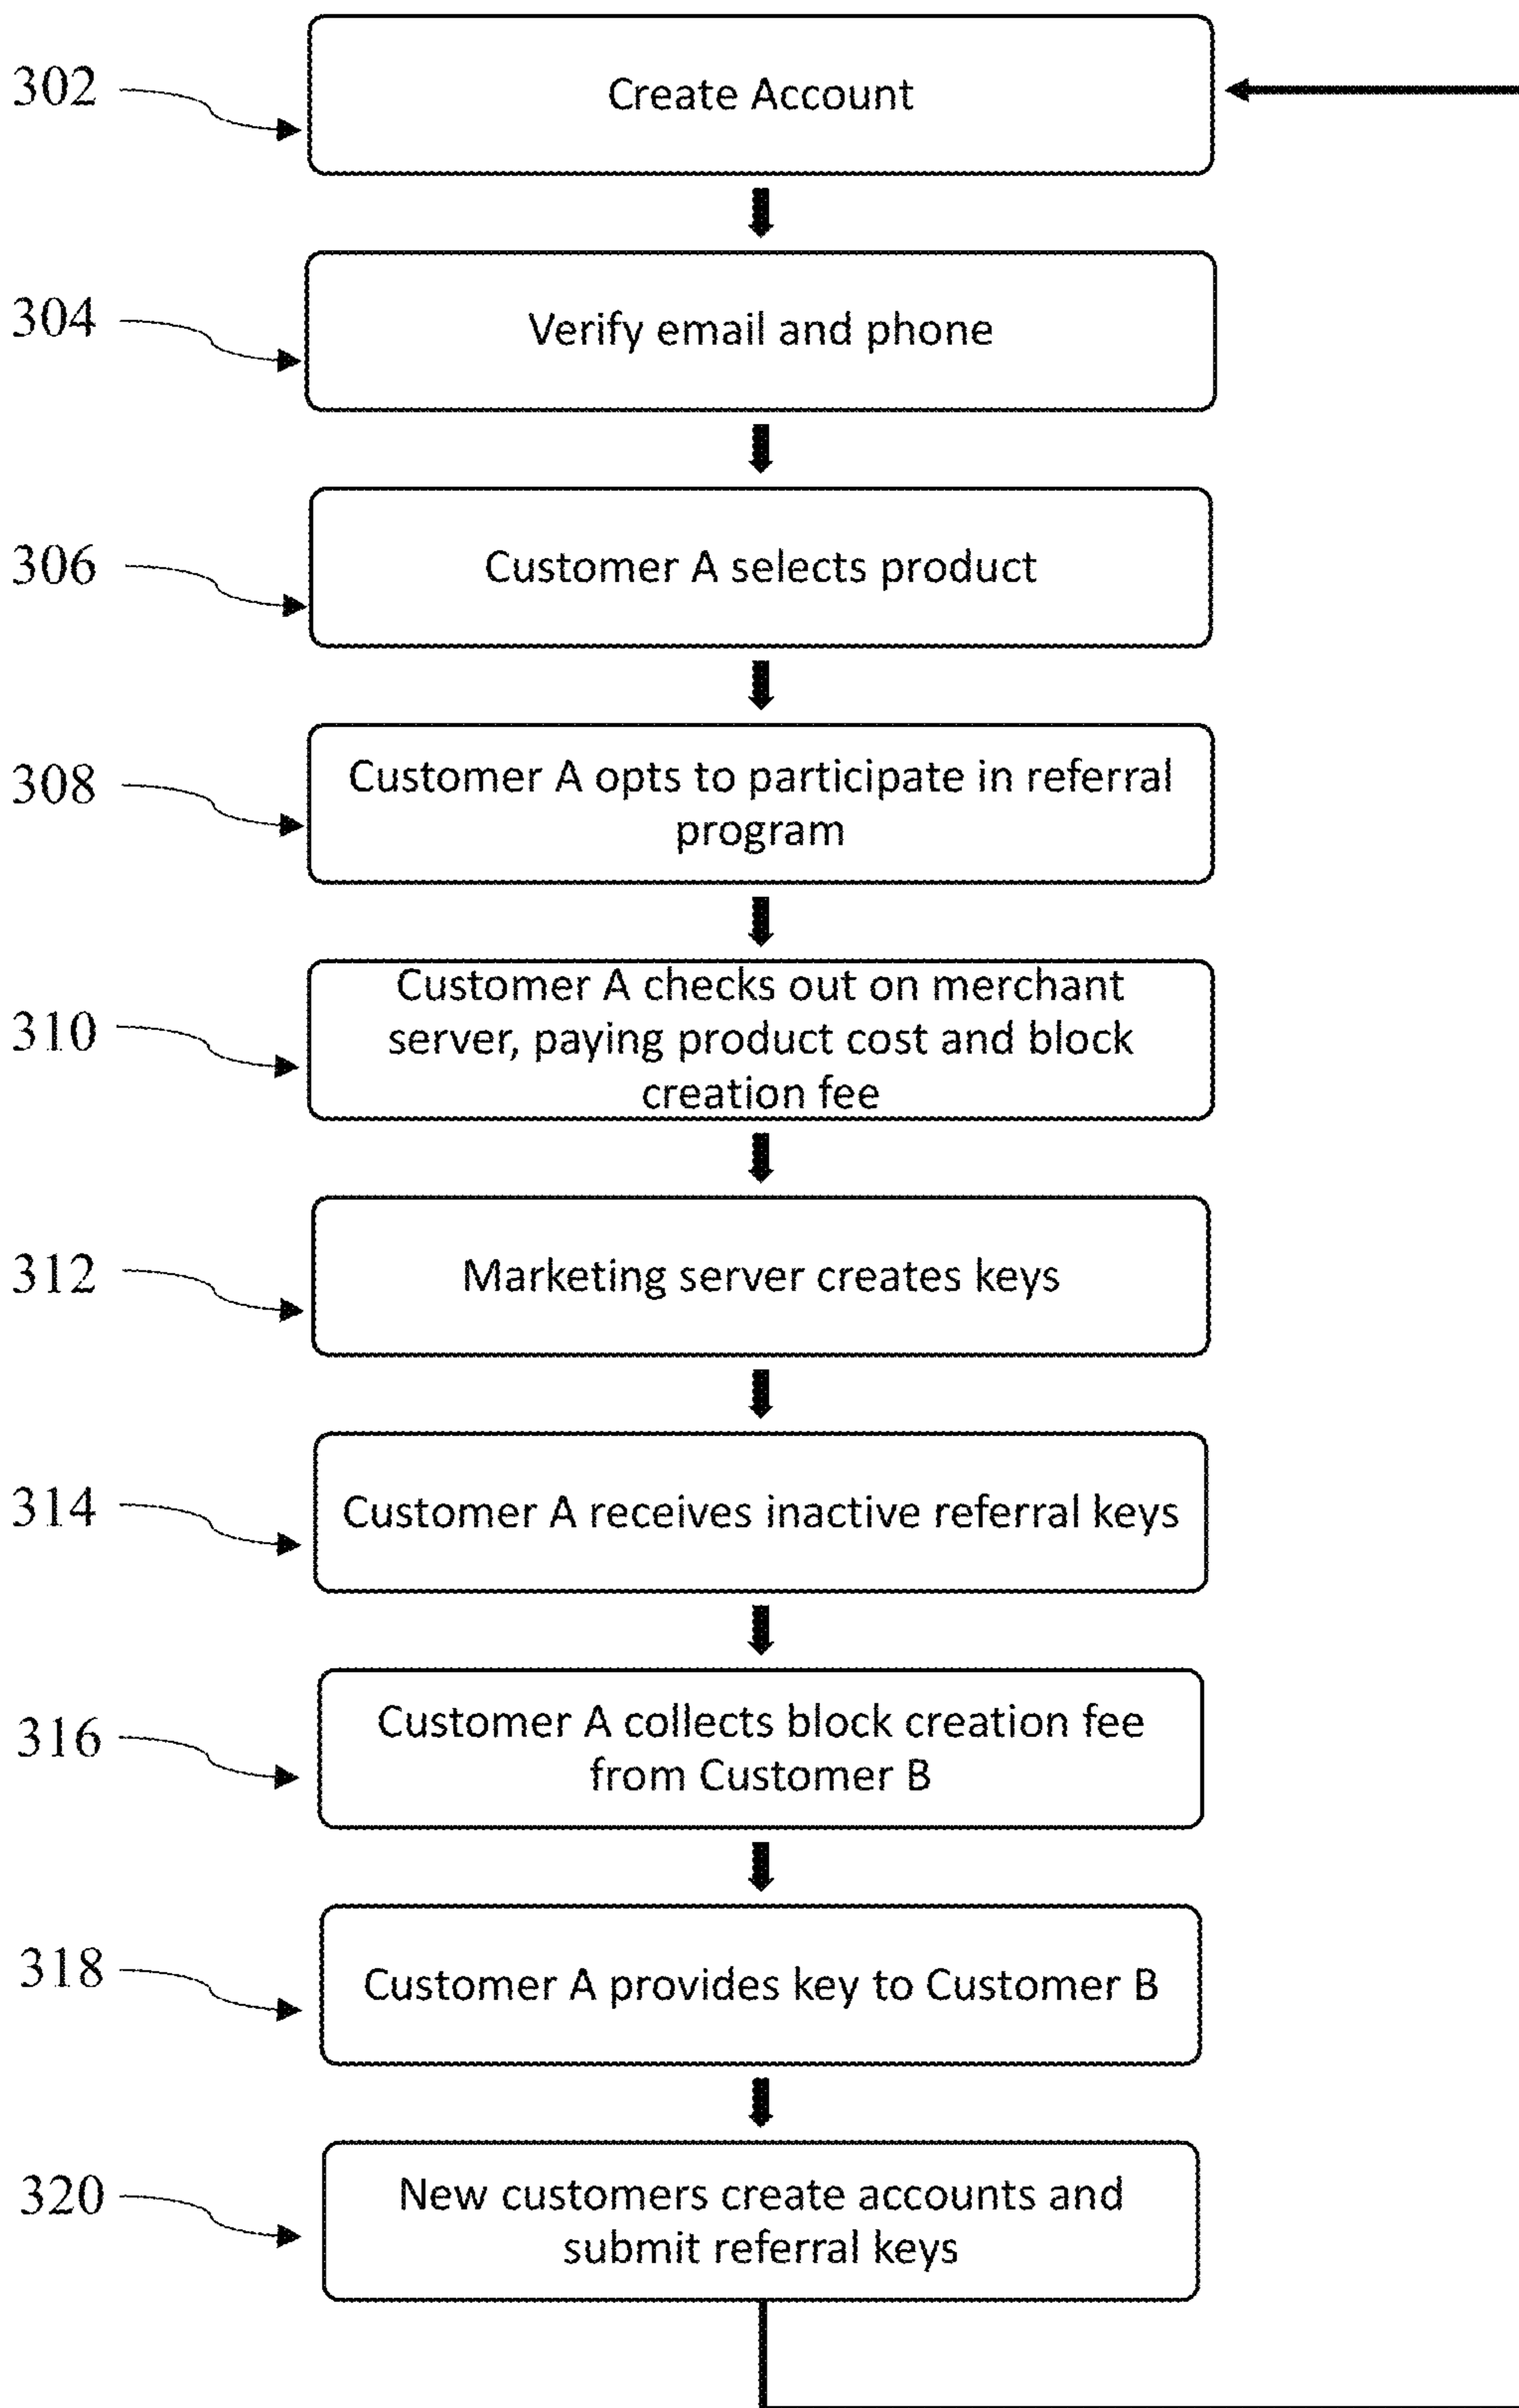 302
Create Account
304
Verify email and phone
306
Customer A selects product
308
Customer A opts to participate in referral
program
310
Customer A checks out on merchant
server, paying product cost and block
creation fee
312
Marketing server creates keys
314
Customer A receives inactive referral keys
316
Customer A collects block creation fee
from Customer B
318
Customer A provides key to Customer B
320
New customers create accounts and
submit referral keys